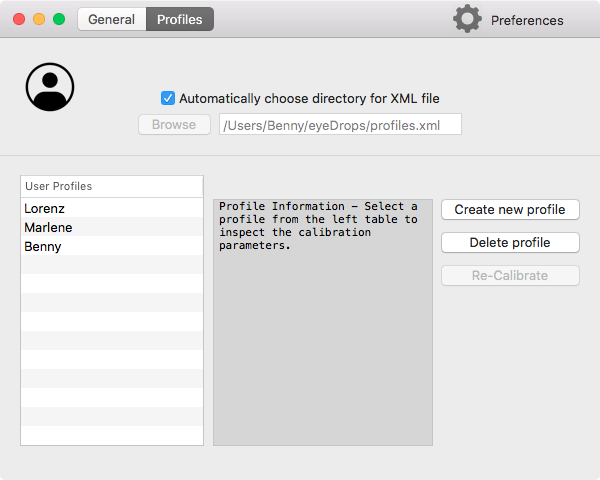 General Profiles Preferences
Automatically choose directory for XML file
Browse /Users/Benny/eyeDrops/profiles.xml
User Profiles
Lorenz
Marlene
Benny
Profile Information – Select a
profile from the left table to
inspect the calibration
parameters.
Create new profile
Delete profile
Re-Calibrate